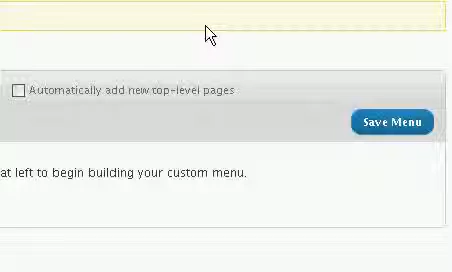 Automatically add new top-level pages
Save Menu
at left to begin building your custom menu.